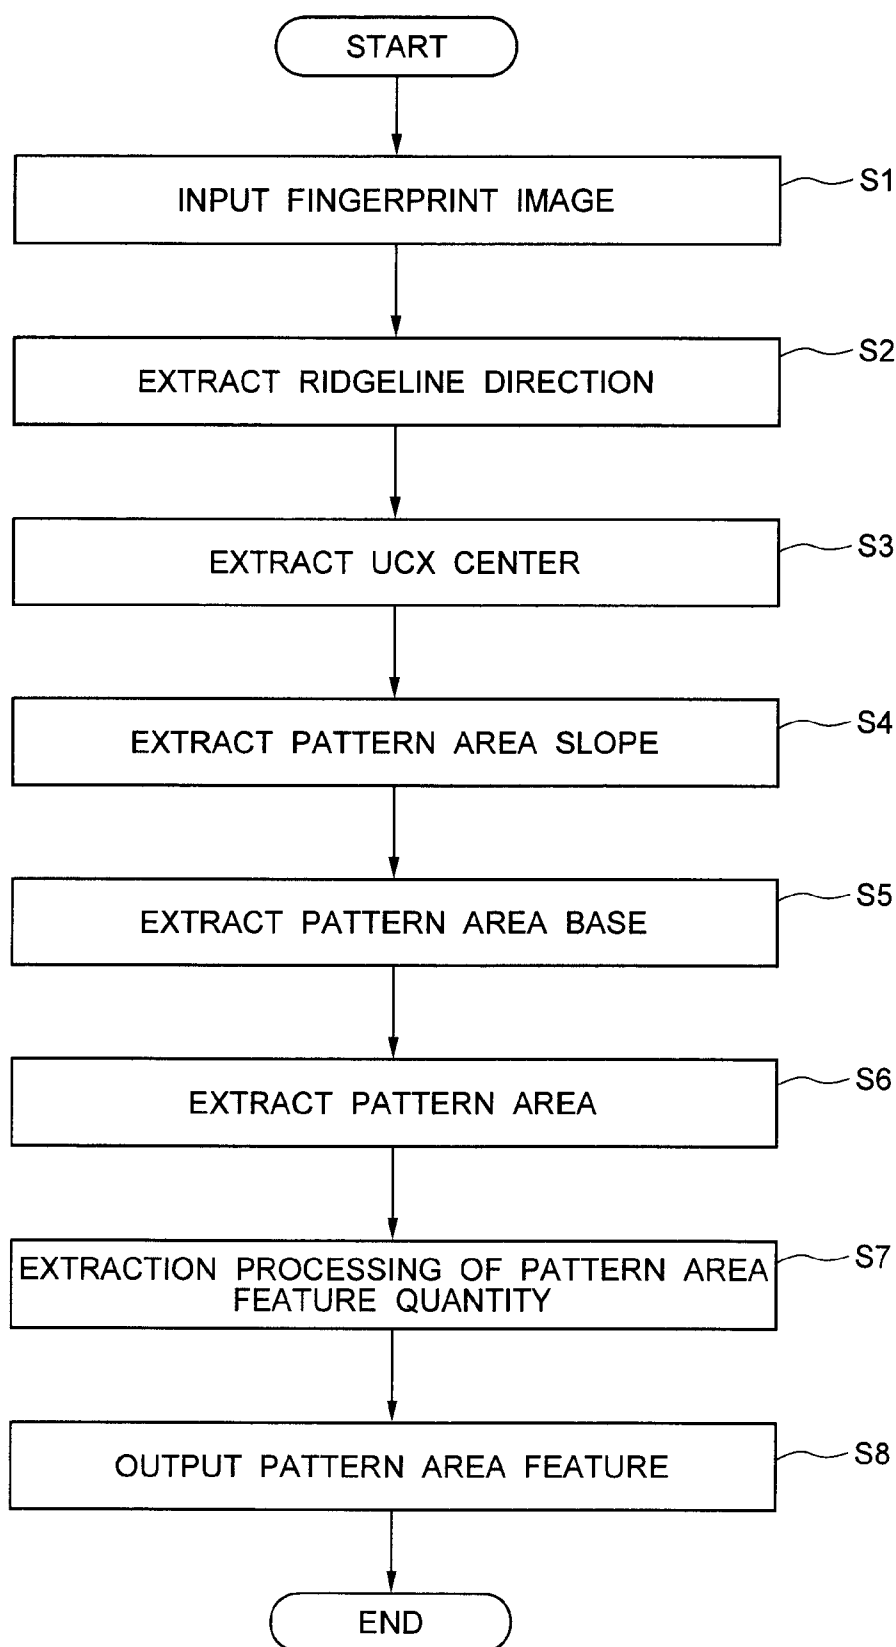 START
INPUT FINGERPRINT IMAGE
S1
EXTRACT RIDGELINE DIRECTION
S2
EXTRACT UCX CENTER
S3
EXTRACT PATTERN AREA SLOPE
S4
EXTRACT PATTERN AREA BASE
S5
EXTRACT PATTERN AREA
S6
EXTRACTION PROCESSING OF PATTERN AREA
FEATURE QUANTITY
S7
OUTPUT PATTERN AREA FEATURE
S8
END